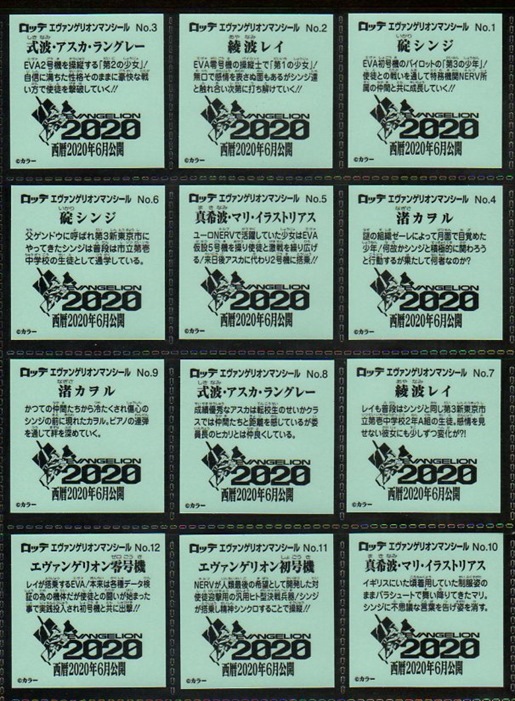 ロッテ エヴァンゲリオンマンシール No.3
しき なみ
式波・アスカ・ラングレー
EVA2号機を操縦する「第2の少女」!
自信に満ちた性格そのままに豪快な戦
い方で使徒を撃破していく!!
EVANGELION
2020
西暦2020年6月公開
©カラー
ロッテ エヴァンゲリオンマンシール No.2
あや なみ
綾波レイ
EVA零号機の操縦士で「第1の少女」!
無口で感情を表さぬ面もあるがシンジ達
と触れ合い次第に打ち解けていく!!
EVANGELION
2020
西暦2020年6月公開
©カラー
ロッテ エヴァンゲリオンマンシール No.1
いかり
碇シンジ
EVA初号機のパイロットの「第3の少年」!
使徒との戦いを通して特務機関NERV所
属の仲間と共に成長していく!!
EVANGELION
2020
西暦2020年6月公開
©カラー
ロッテ エヴァンゲリオンマンシール No.6
いかり
碇シンジ
父ゲンドウに呼ばれ第3新東京市に
やってきたシンジは普段は市立第壱
中学校の生徒として通学している。
EVANGELION
2020
西暦2020年6月公開
©カラー
ロッテ エヴァンゲリオンマンシール No.5
まきなみ
真希波・マリ・イラストリアス
ユーロNERVで活躍していた少女はEVA
仮設5号機を操り使徒と激戦を繰り広げ
る/来日後アスカに代わり2号機に搭乗!!
EVANGELION
2020
西暦2020年6月公開
©カラー
ロッテ エヴァンゲリオンマンシール No.4
なぎさ
渚カヲル
謎の組織ゼーレによって月面で目覚めた
少年/何故かシンジと積極的に関わろう
と行動するが果たして何者なのか?
EVANGELION
2020
西暦2020年6月公開
©カラー
ロッテ エヴァンゲリオンマンシール No.9
なぎさ
渚カヲル
かつての仲間たちから冷たくされ傷心の
シンジの前に現れたカヲル。ピアノの連弾
を通して絆を深めていく。
EVANGELION
2020
西暦2020年6月公開
©カラー
ロッテ エヴァンゲリオンマンシール No.8
しき なみ
式波・アスカ・ラングレー
成績優秀なアスカは転校生のせいかクラ
スでは仲間たちと距離を感じているが委
員長のヒカリとは仲良くしている。
EVANGELION
2020
西暦2020年6月公開
©カラー
ロッテ エヴァンゲリオンマンシール No.7
あや なみ
綾波レイ
レイも普段はシンジと同じ第3新東京市
立第壱中学校2年A組の生徒。感情を見
せない彼女にも少しずつ変化が?!
EVANGELION
2020
西暦2020年6月公開
©カラー
ロッテ エヴァンゲリオンマンシール No.12
ゼロごうき
エヴァンゲリオン零号機
レイが搭乗するEVA/本来は各種データ検
証の為の機体だが使徒との闘いが始まった
事で実践投入され初号機と共に出撃!!
EVANGELION
2020
西暦2020年6月公開
©カラー
ロッテ エヴァンゲリオンマンシール No.11
しょごうき
エヴァンゲリオン初号機
NERVが人類最後の希望として開発した対
使徒迎撃用の汎用ヒト型決戦兵器/シンジ
が搭乗し精神シンクロすることで操縦!!
EVANGELION
2020
西暦2020年6月公開
©カラー
ロッテ エヴァンゲリオンマンシール No.10
まきなみ
真希波・マリ・イラストリアス
イギリスにいた頃着用していた制服姿の
ままパラシュートで舞い降りてきたマリ。
シンジに不思議な言葉を告げ姿を消す。
EVANGELION
2020
西暦2020年6月公開
©カラー